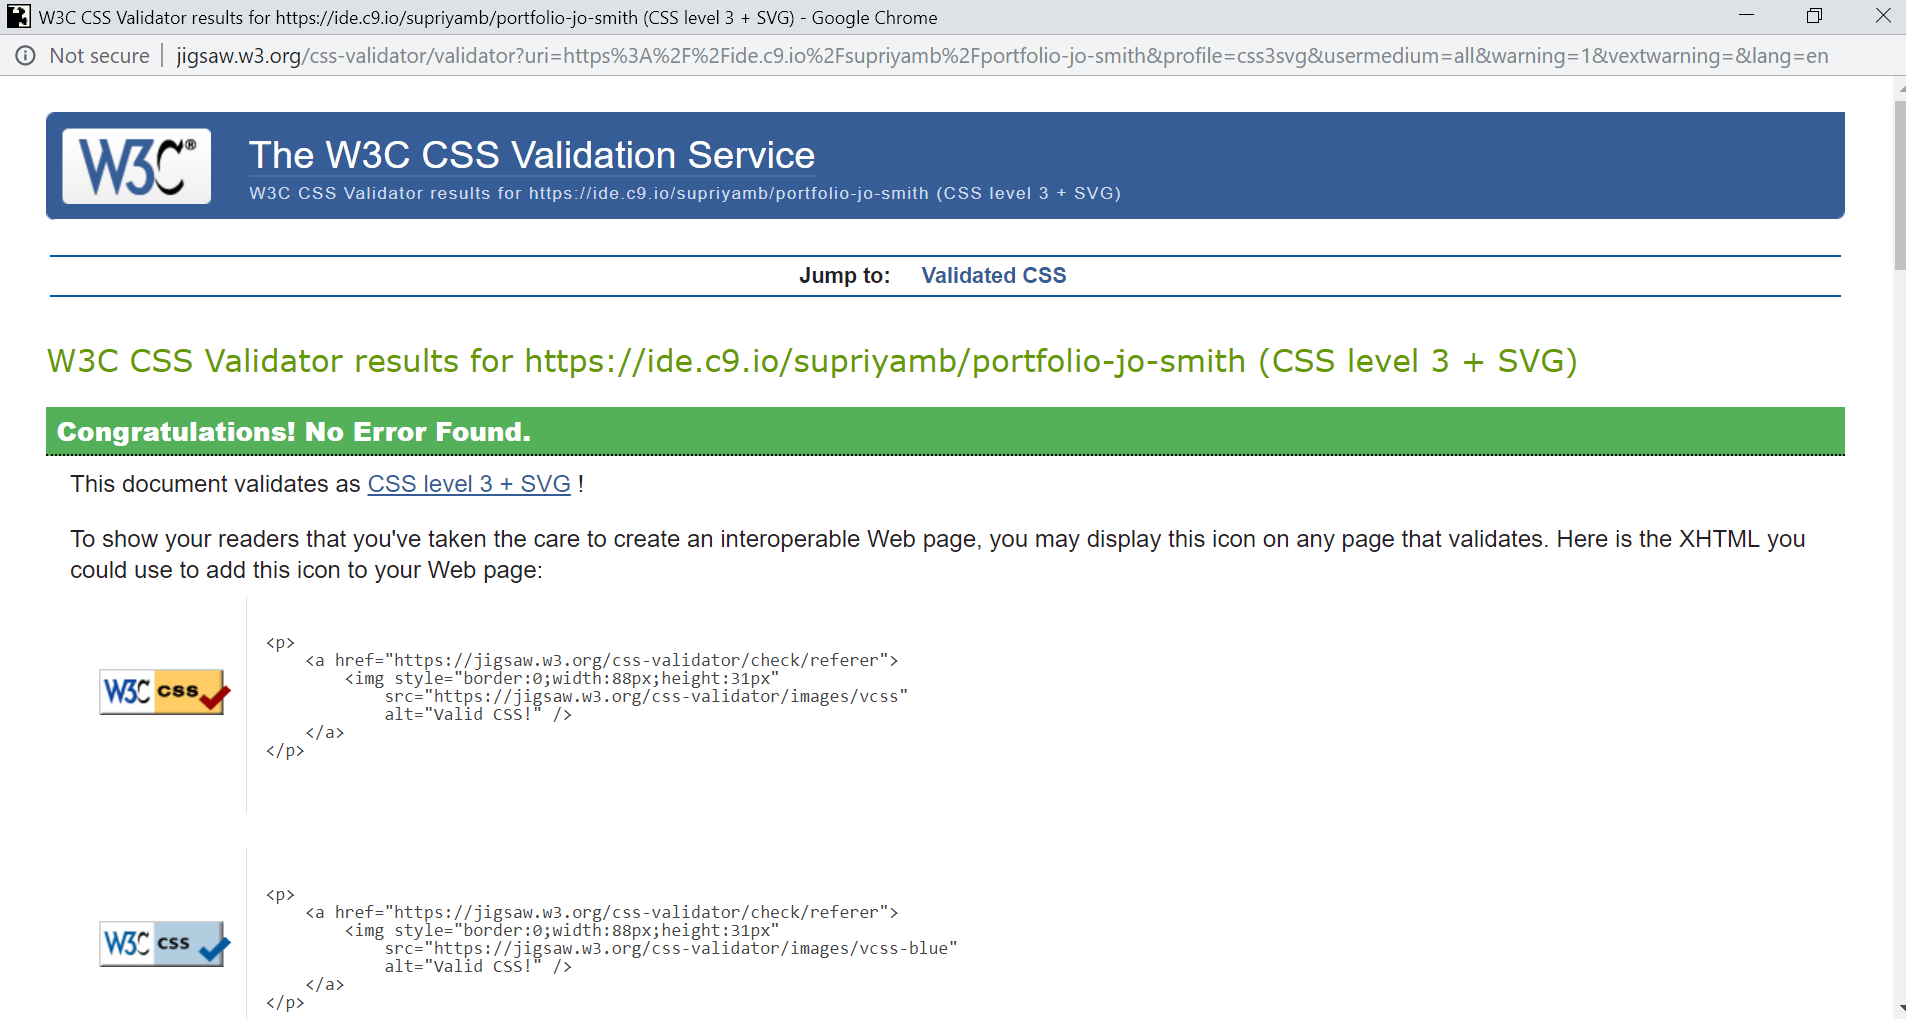 W3C CSS Validator results for https://ide.c9.io/supriyamb/portfolio-jo-smith (CSS level 3 + SVG) - Google Chrome
Not secure | jigsaw.w3.org/css-validator/validator?uri=https%3A%2F%2Fide.c9.io%2Fsupriyamb%2Fportfolio-jo-smith&profile=css3svg&usermedium=all&warning=1&vextwarning=&lang=en
W3C®
The W3C CSS Validation Service
W3C CSS Validator results for https://ide.c9.io/supriyamb/portfolio-jo-smith (CSS level 3 + SVG)
Jump to: Validated CSS
W3C CSS Validator results for https://ide.c9.io/supriyamb/portfolio-jo-smith (CSS level 3 + SVG)
Congratulations! No Error Found.
This document validates as CSS level 3 + SVG !
To show your readers that you've taken the care to create an interoperable Web page, you may display this icon on any page that validates. Here is the XHTML you
could use to add this icon to your Web page:
W3C css
<p>
    <a href="https://jigsaw.w3.org/css-validator/check/referer">
        <img style="border:0;width:88px;height:31px"
            src="https://jigsaw.w3.org/css-validator/images/vcss"
            alt="Valid CSS!" />
    </a>
</p>
W3C css
<p>
    <a href="https://jigsaw.w3.org/css-validator/check/referer">
        <img style="border:0;width:88px;height:31px"
            src="https://jigsaw.w3.org/css-validator/images/vcss-blue"
            alt="Valid CSS!" />
    </a>
</p>